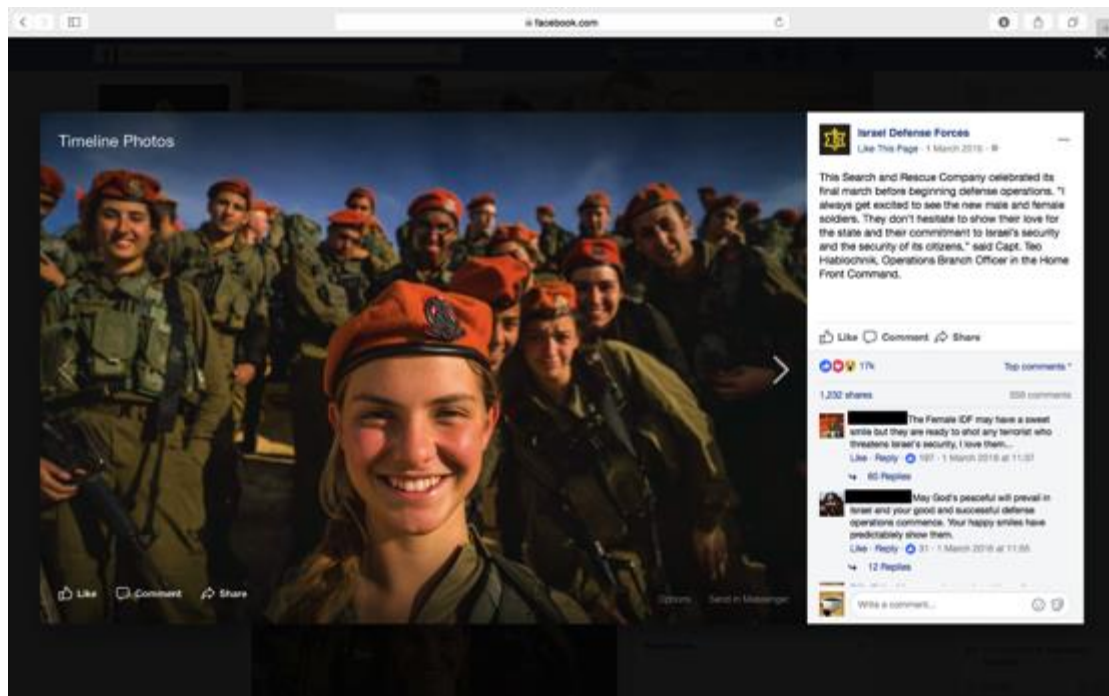 facebook.com
Timeline Photos
Israel Defense Forces
Like This Page · 1 March 2016 ·
This Search and Rescue Company celebrated its
final march before beginning defense operations. "I
always get excited to see the new male and female
soldiers. They don't hesitate to show their love for
the state and their commitment to Israel's security
and the security of its citizens," said Capt. Teo
Hiablochnik, Operations Branch Officer in the Home
Front Command.
Like Comment Share
17k Top comments
1,232 shares 558 comments
The Female IDF may have a sweet
smile but they are ready to shot any terrorist who
threatens Israel's security, I love them...
Like · Reply · 197 · 1 March 2016 at 11:37
60 Replies
May God's peaceful will prevail in
Israel and your good and successful defense
operations commence. Your happy smiles have
predictablely show them.
Like · Reply · 31 · 1 March 2016 at 11:55
12 Replies
Write a comment...
Like Comment Share
Options Send in Messenger